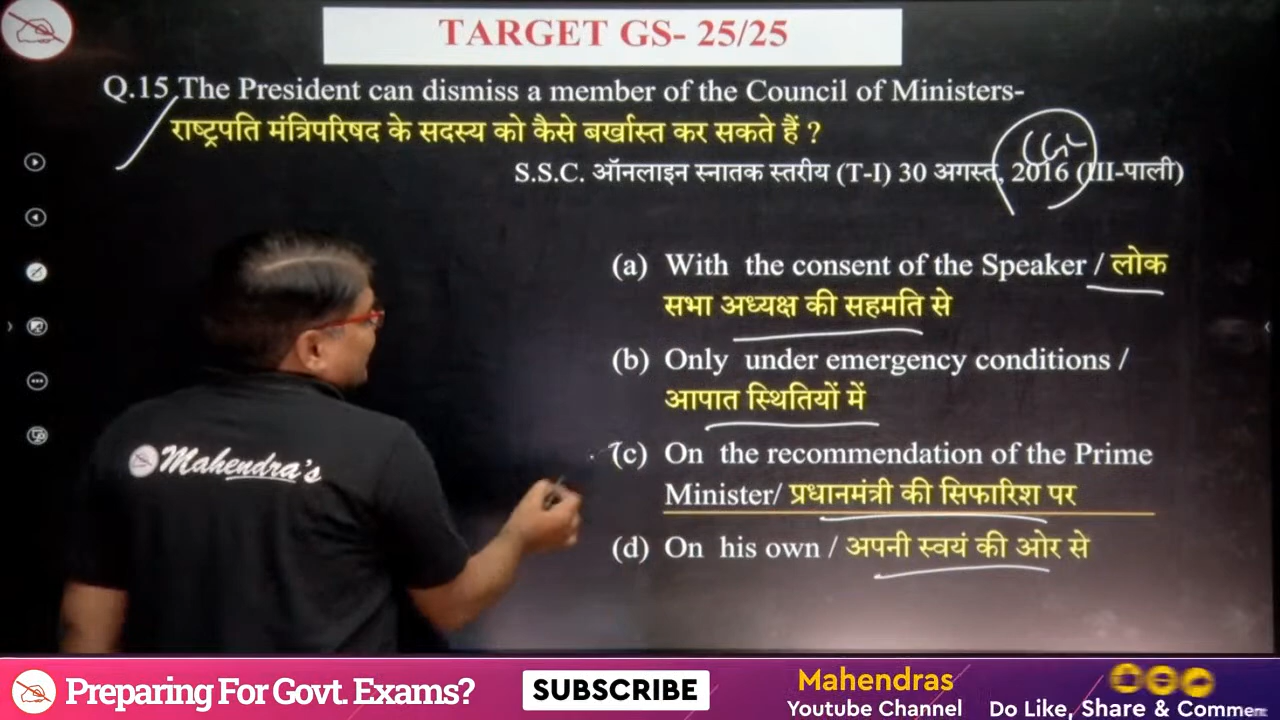 TARGET GS- 25/25
Q.15 The President can dismiss a member of the Council of Ministers-
राष्ट्रपति मंत्रिपरिषद के सदस्य को कैसे बर्खास्त कर सकते हैं ?
CGL
S.S.C. ऑनलाइन स्नातक स्तरीय (T-I) 30 अगस्त, 2016 (III-पाली)
(a) With the consent of the Speaker / लोक
सभा अध्यक्ष की सहमति से
(b) Only under emergency conditions /
आपात स्थितियों में
(c) On the recommendation of the Prime
Minister/ प्रधानमंत्री की सिफारिश पर
(d) On his own / अपनी स्वयं की ओर से
Mahendra's
Preparing For Govt. Exams?
SUBSCRIBE
Mahendras
Youtube Channel
Do Like, Share & Comment